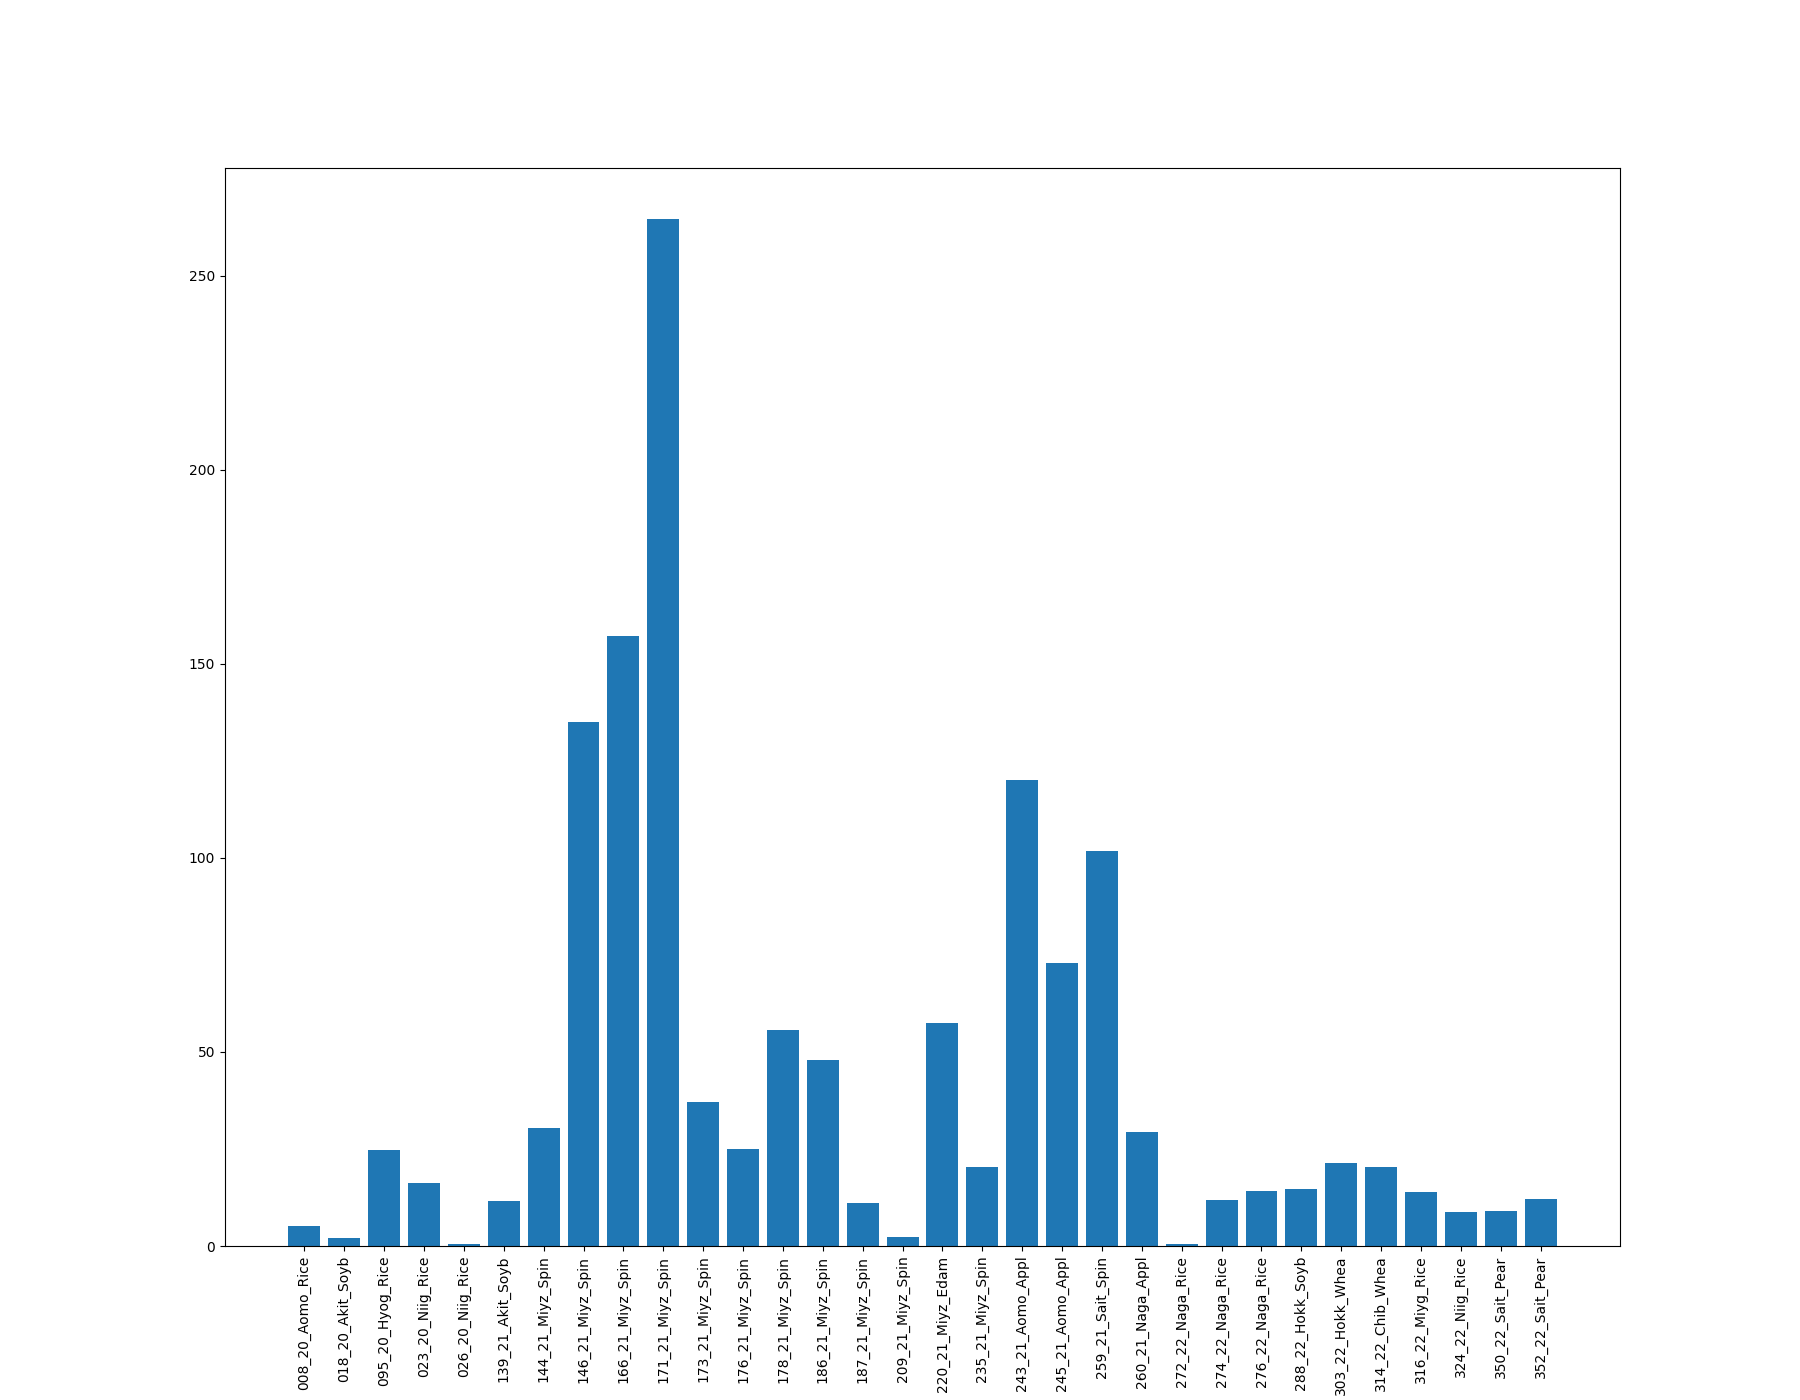 250
200
150
100
50
0
008_20_Aomo_Rice
018_20_Akit_Soyb
095_20_Hyog_Rice
023_20_Niig_Rice
026_20_Niig_Rice
139_21_Akit_Soyb
144_21_Miyz_Spin
146_21_Miyz_Spin
166_21_Miyz_Spin
171_21_Miyz_Spin
173_21_Miyz_Spin
176_21_Miyz_Spin
178_21_Miyz_Spin
186_21_Miyz_Spin
187_21_Miyz_Spin
209_21_Miyz_Spin
220_21_Miyz_Edam
235_21_Miyz_Spin
243_21_Aomo_Appl
245_21_Aomo_Appl
259_21_Sait_Spin
260_21_Naga_Appl
272_22_Naga_Rice
274_22_Naga_Rice
276_22_Naga_Rice
288_22_Hokk_Soyb
303_22_Hokk_Whea
314_22_Chib_Whea
316_22_Miyg_Rice
324_22_Niig_Rice
350_22_Sait_Pear
352_22_Sait_Pear